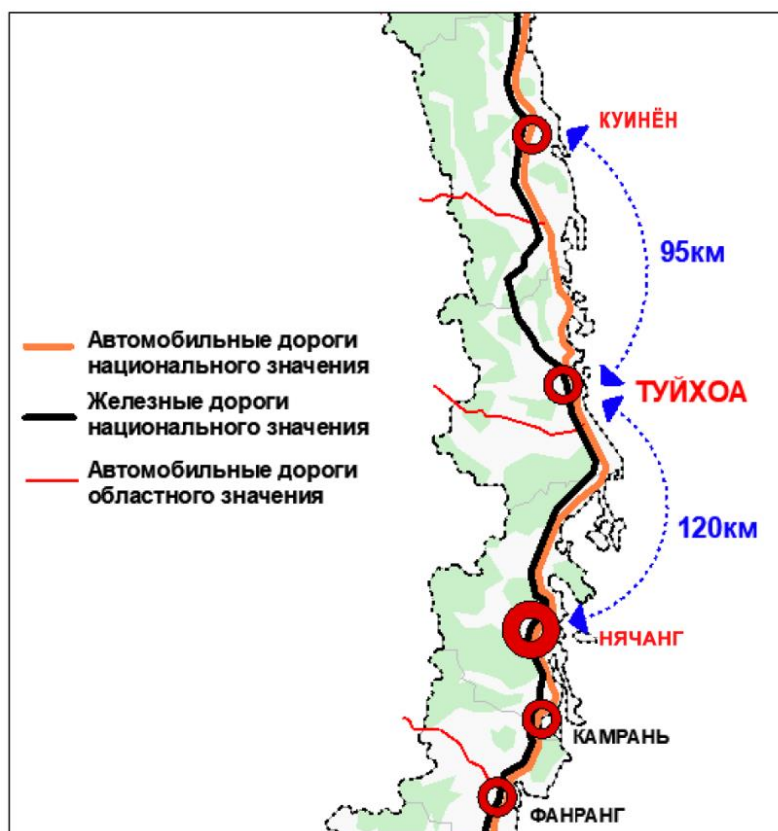 КУИНЁН
95км
Автомобильные дороги
национального значения
ТУЙХОА
Железные дороги
национального значения
Автомобильные дороги
областного значения
120км
НЯЧАНГ
КАМРАНЬ
ФАНРАНГ